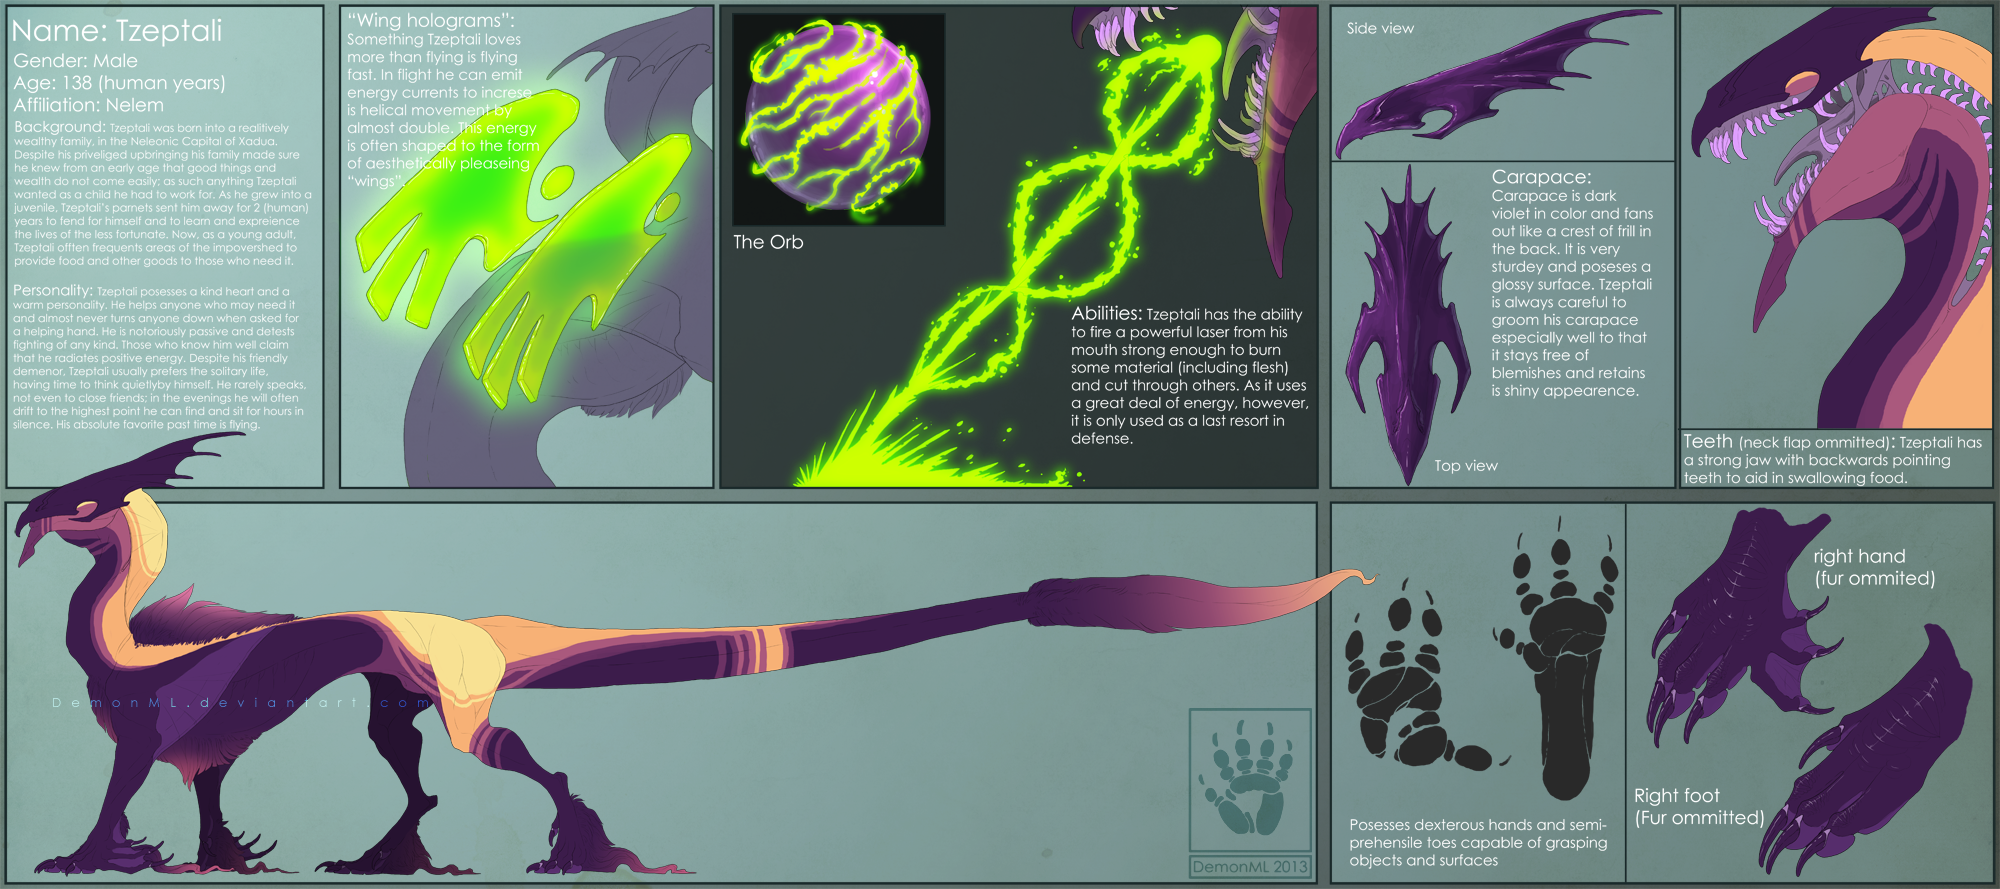 Name: Tzeptali
Gender: Male
Age: 138 (human years)
Affiliation: Nelem
Background: Tzeptali was born into a realitively
wealthy family, in the Neleonic Capital of Xadua.
Despite his priveliged upbringing his family made sure
he knew from an early age that good things and
wealth do not come easily; as such anything Tzeptali
wanted as a child he had to work for. As he grew into a
juvenile, Tzeptali's parnets sent him away for 2 (human)
years to fend for himself and to learn and expreience
the lives of the less fortunate. Now, as a young adult,
Tzeptali offten frequents areas of the impovershed to
provide food and other goods to those who need it.
Personality: Tzeptali posesses a kind heart and a
warm personality. He helps anyone who may need it
and almost never turns anyone down when asked for
a helping hand. He is notoriously passive and detests
fighting of any kind. Those who know him well claim
that he radiates positive energy. Despite his friendly
demenor, Tzeptali usually prefers the solitary life,
having time to think quietlyby himself. He rarely speaks,
not even to close friends; in the evenings he will often
drift to the highest point he can find and sit for hours in
silence. His absolute favorite past time is flying.
"Wing holograms":
Something Tzeptali loves
more than flying is flying
fast. In flight he can emit
energy currents to increse
is helical movement by
almost double. This energy
is often shaped to the form
of aesthetically pleaseing
"wings".
The Orb
Abilities: Tzeptali has the ability
to fire a powerful laser from his
mouth strong enough to burn
some material (including flesh)
and cut through others. As it uses
a great deal of energy, however,
it is only used as a last resort in
defense.
Side view
Carapace:
Carapace is dark
violet in color and fans
out like a crest of frill in
the back. It is very
sturdey and poseses a
glossy surface. Tzeptali
is always careful to
groom his carapace
especially well to that
it stays free of
blemishes and retains
is shiny appearence.
Top view
Teeth (neck flap ommitted): Tzeptali has
a strong jaw with backwards pointing
teeth to aid in swallowing food.
DemonML.deviantart.com
DemonML 2013
Posesses dexterous hands and semi-
prehensile toes capable of grasping
objects and surfaces
right hand
(fur ommited)
Right foot
(Fur ommitted)